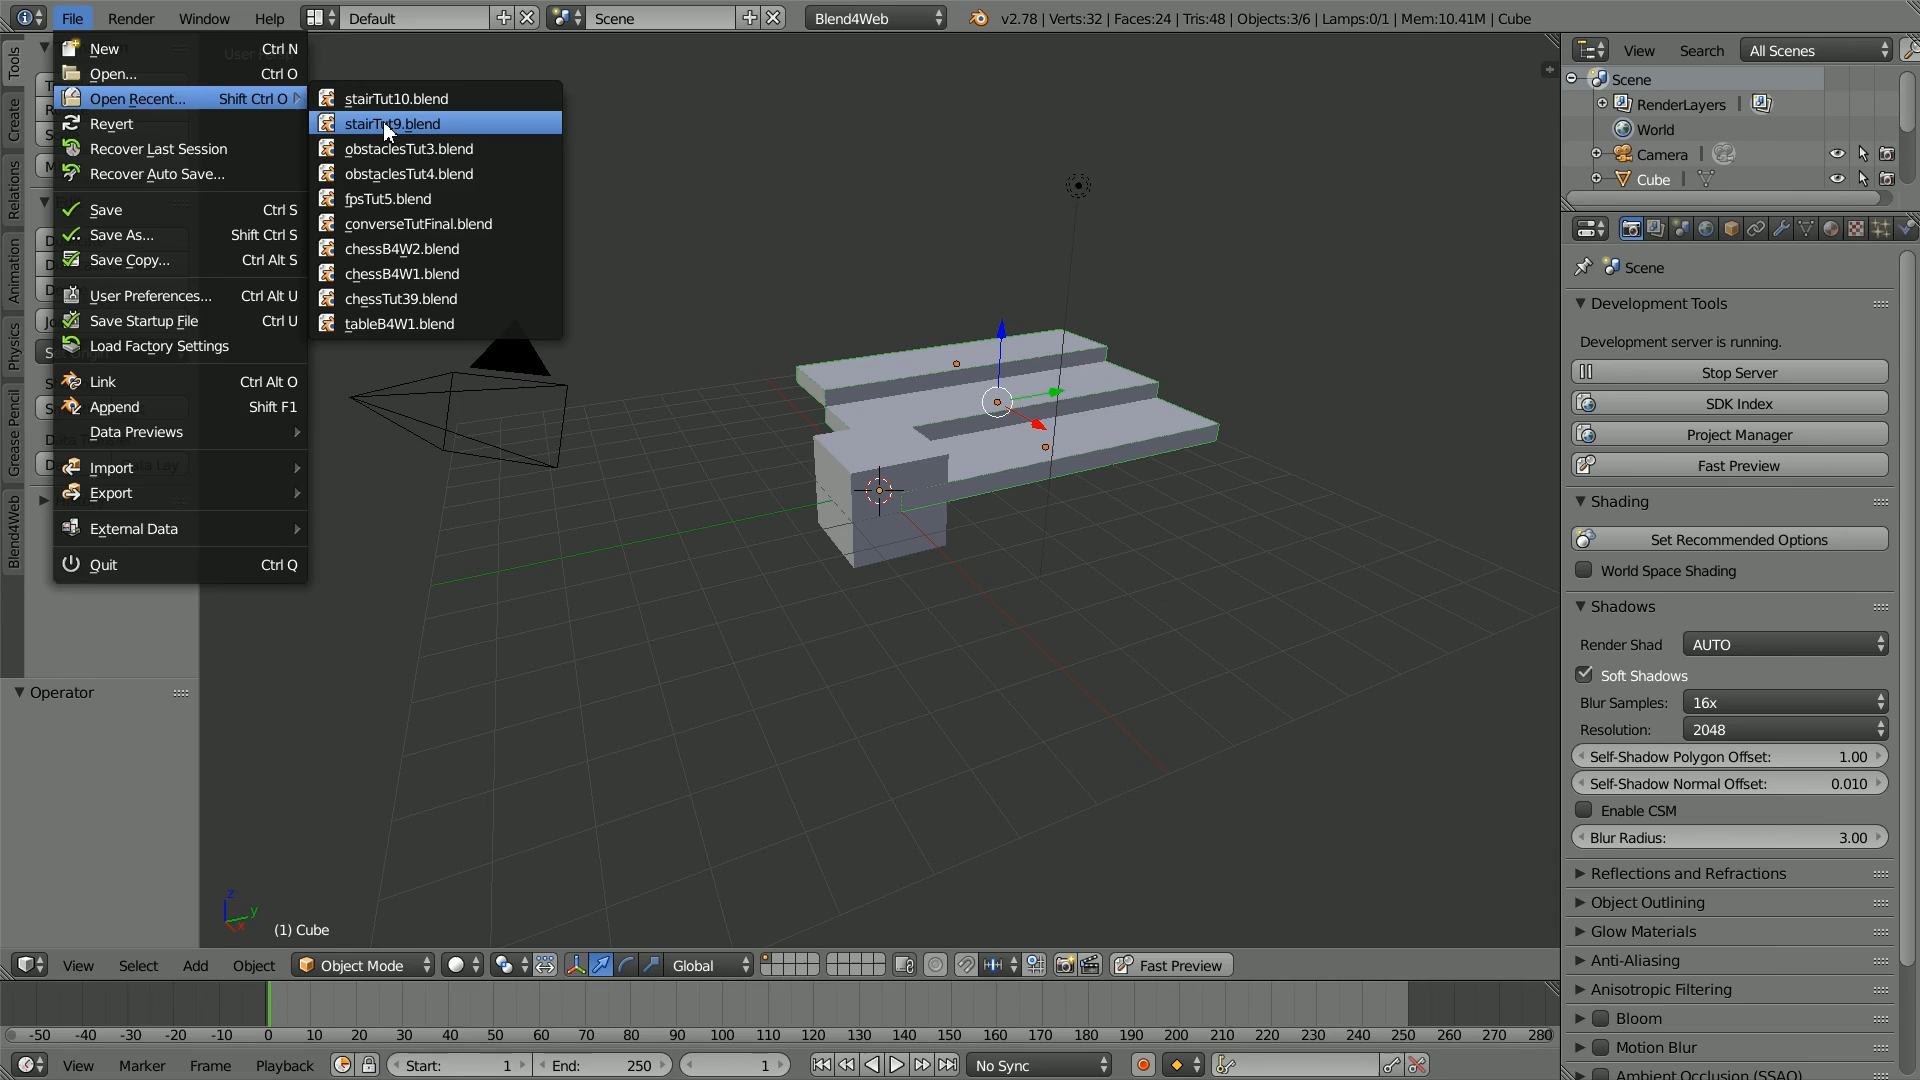 File Render Window Help Default Scene Blend4Web v2.78 | Verts:32 | Faces:24 | Tris:48 | Objects:3/6 | Lamps:0/1 | Mem:10.41M | Cube
New Ctrl N
Open... Ctrl O
Open Recent... Shift Ctrl O
Revert
Recover Last Session
Recover Auto Save...
Save Ctrl S
Save As... Shift Ctrl S
Save Copy... Ctrl Alt S
User Preferences... Ctrl Alt U
Save Startup File Ctrl U
Load Factory Settings
Link Ctrl Alt O
Append Shift F1
Data Previews
Import
Export
External Data
Quit Ctrl Q
stairTut10.blend
stairTut9.blend
obstaclesTut3.blend
obstaclesTut4.blend
fpsTut5.blend
converseTutFinal.blend
chessB4W2.blend
chessB4W1.blend
chessTut39.blend
tableB4W1.blend
Tools
Create
Relations
Animation
Physics
Grease Pencil
Blend4Web
Operator
(1) Cube
z
y
x
View Search All Scenes
Scene
RenderLayers
World
Camera
Cube
Scene
Development Tools
Development server is running.
Stop Server
SDK Index
Project Manager
Fast Preview
Shading
Set Recommended Options
World Space Shading
Shadows
Render Shad AUTO
Soft Shadows
Blur Samples: 16x
Resolution: 2048
Self-Shadow Polygon Offset: 1.00
Self-Shadow Normal Offset: 0.010
Enable CSM
Blur Radius: 3.00
Reflections and Refractions
Object Outlining
Glow Materials
Anti-Aliasing
Anisotropic Filtering
Bloom
Motion Blur
Ambient Occlusion (SSAO)
View Select Add Object Object Mode Global Fast Preview
-50 -40 -30 -20 -10 0 10 20 30 40 50 60 70 80 90 100 110 120 130 140 150 160 170 180 190 200 210 220 230 240 250 260 270 280
View Marker Frame Playback Start: 1 End: 250 1 No Sync